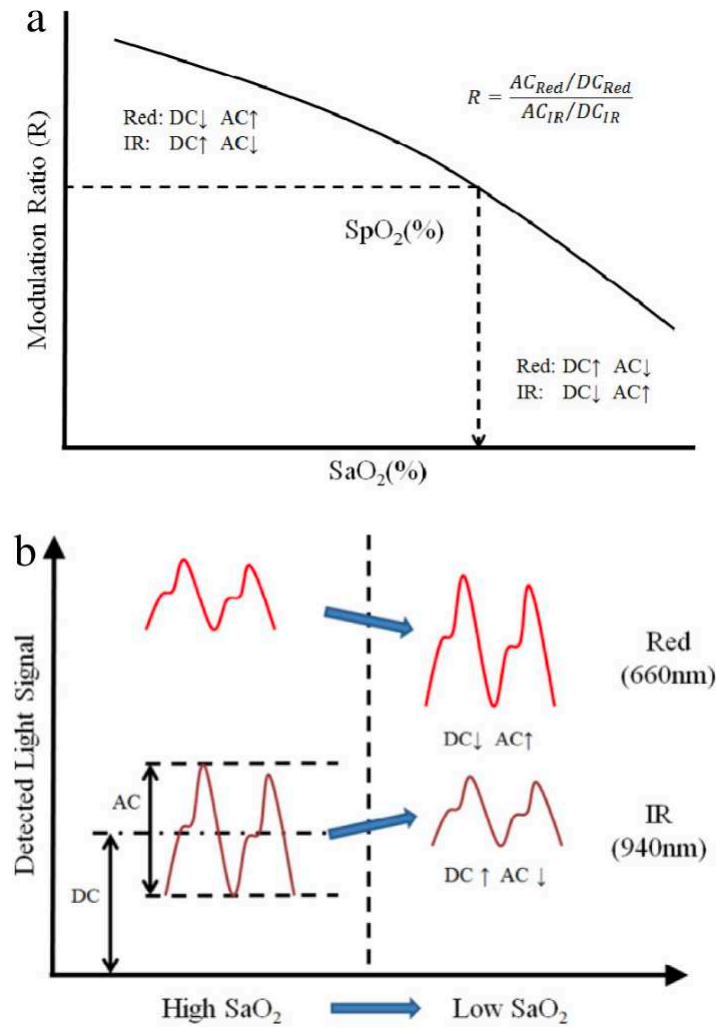 a
R = AC_Red/DC_Red
AC_IR/DC_IR
Red: DC↓ AC↑
IR: DC↑ AC↓
Modulation Ratio (R)
SpO₂(%)
Red: DC↑ AC↓
IR: DC↓ AC↑
SaO₂(%)
b
Detected Light Signal
Red
(660nm)
DC↓ AC↑
AC
IR
(940nm)
DC
DC ↑ AC ↓
High SaO₂
Low SaO₂